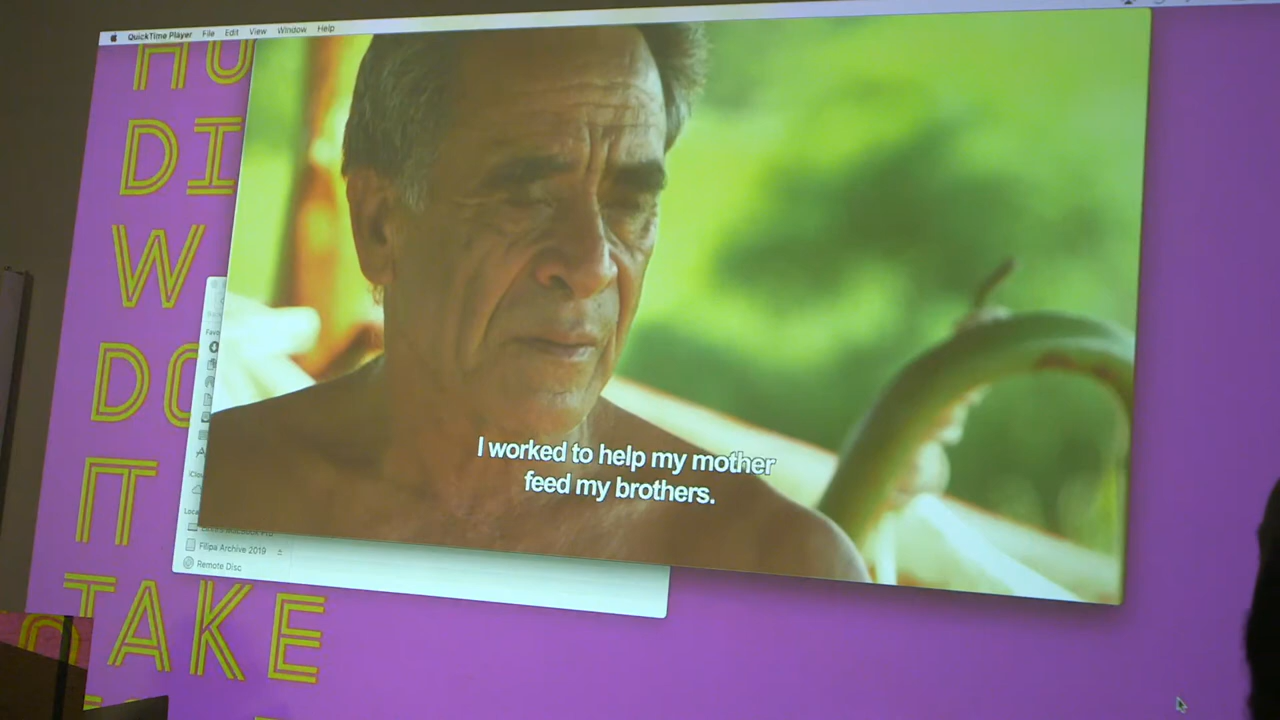 QuickTime Player File Edit View Window Help
HO
DI
W
DO
IT
TAKE
I worked to help my mother
feed my brothers.
Filipa Archive 2019
Remote Disc